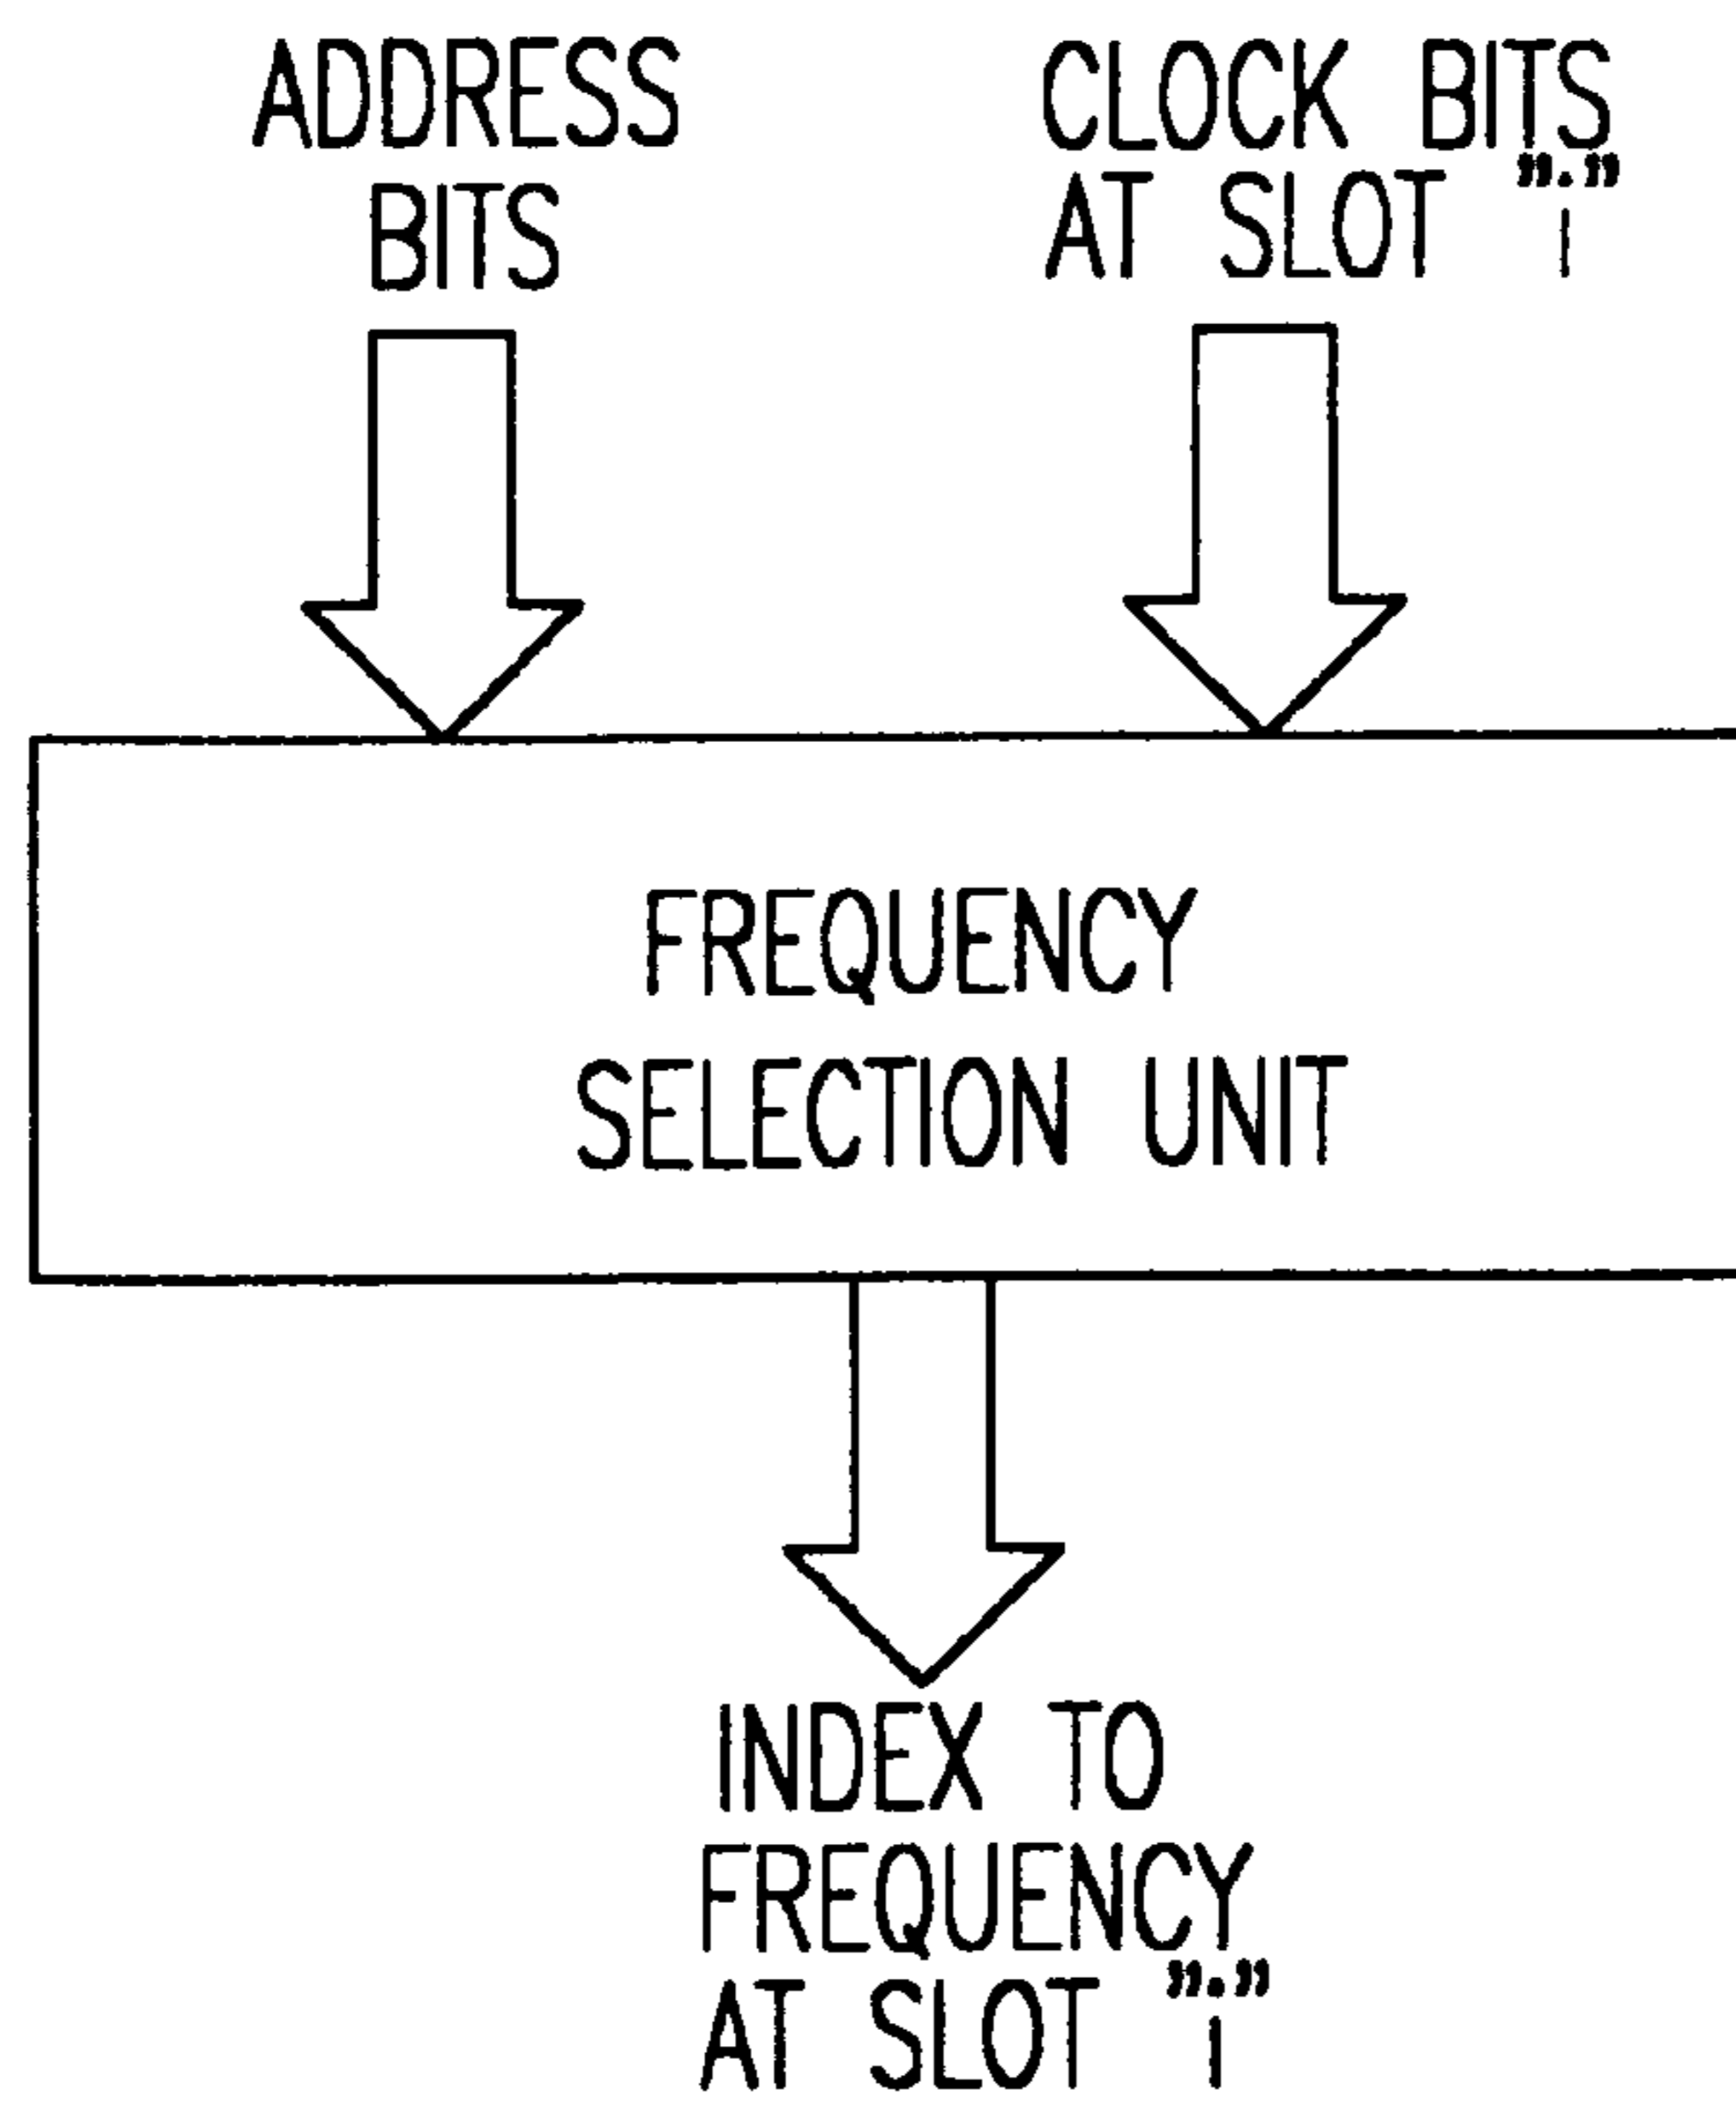 ADDRESS
BITS
CLOCK BITS
AT SLOT ”i”
FREQUENCY
SELECTION UNIT
INDEX TO
FREQUENCY
AT SLOT ”i”